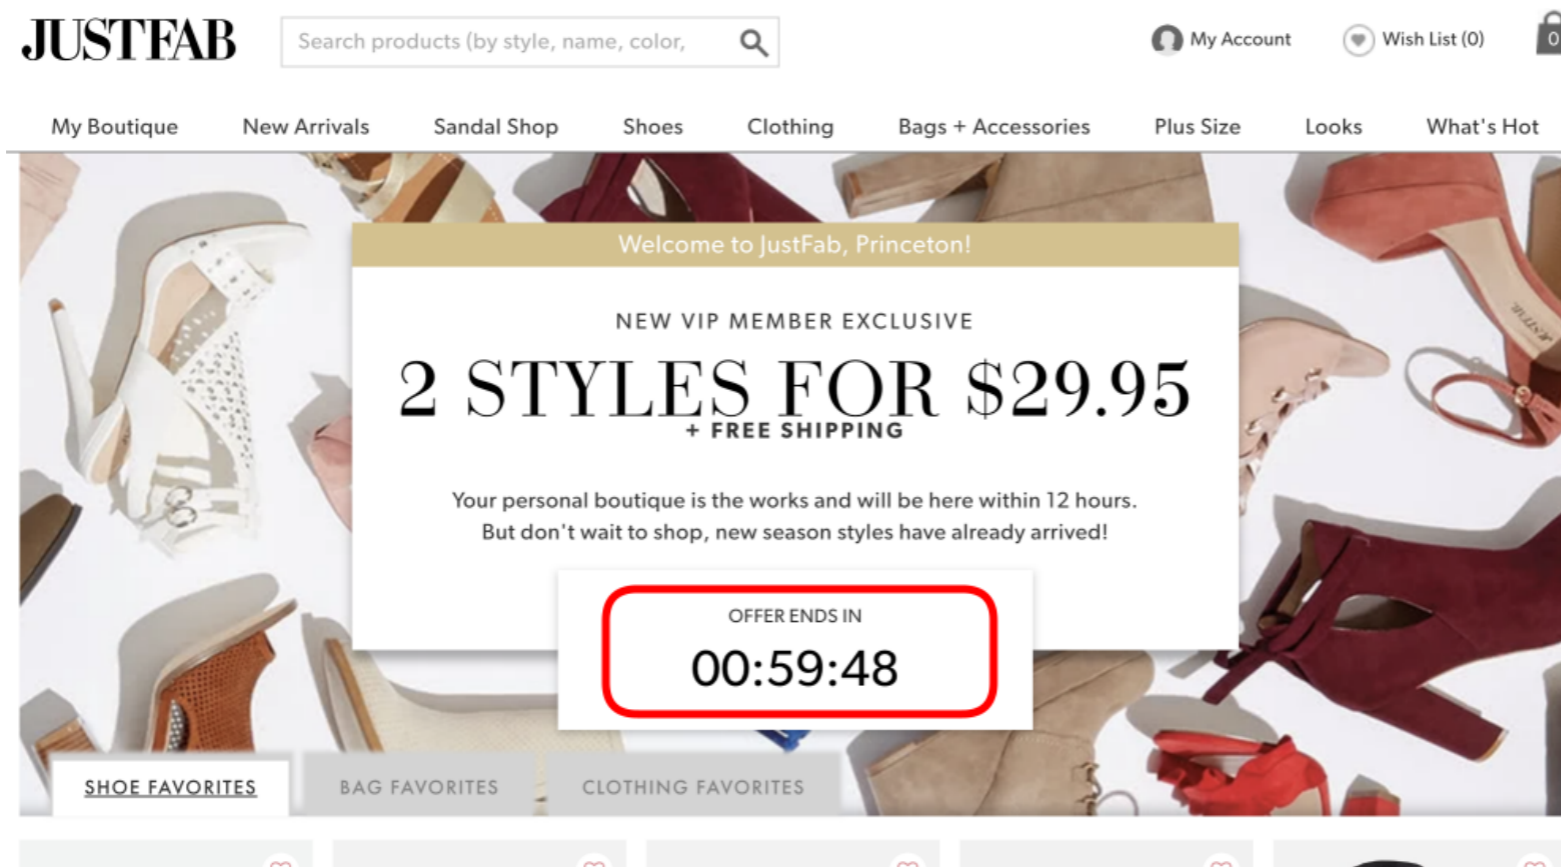 JUSTFAB
Search products (by style, name, color,
My Account
Wish List (0)
0
My Boutique
New Arrivals
Sandal Shop
Shoes
Clothing
Bags + Accessories
Plus Size
Looks
What's Hot
Welcome to JustFab, Princeton!
NEW VIP MEMBER EXCLUSIVE
2 STYLES FOR $29.95
+ FREE SHIPPING
Your personal boutique is the works and will be here within 12 hours.
But don't wait to shop, new season styles have already arrived!
OFFER ENDS IN
00:59:48
SHOE FAVORITES
BAG FAVORITES
CLOTHING FAVORITES